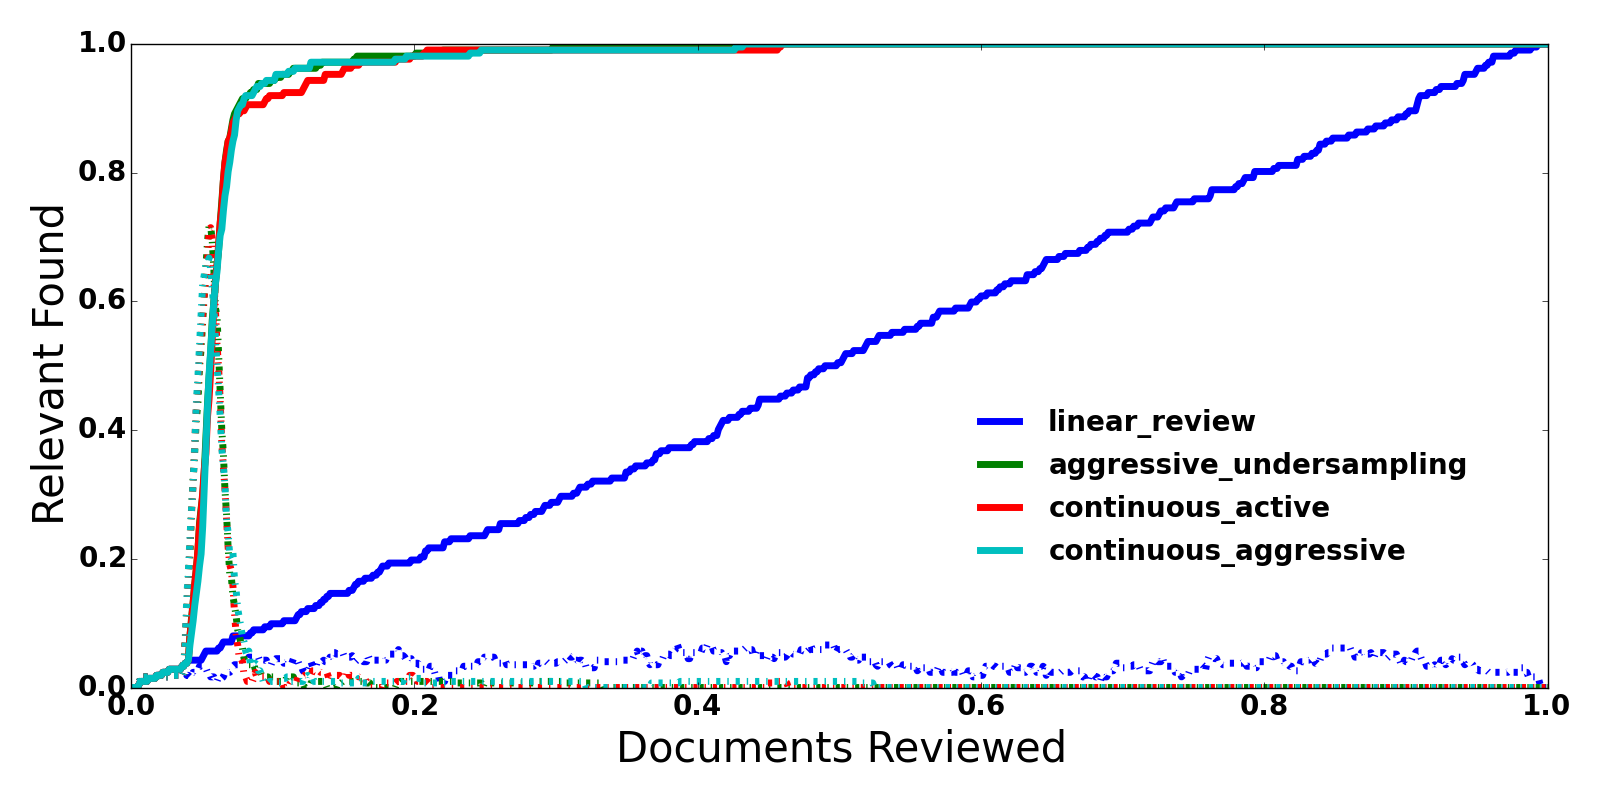 1.0
0.8
0.6
0.4
0.2
0.0
Relevant Found
linear_review
aggressive_undersampling
continuous_active
continuous_aggressive
0.0 0.2 0.4 0.6 0.8 1.0
Documents Reviewed